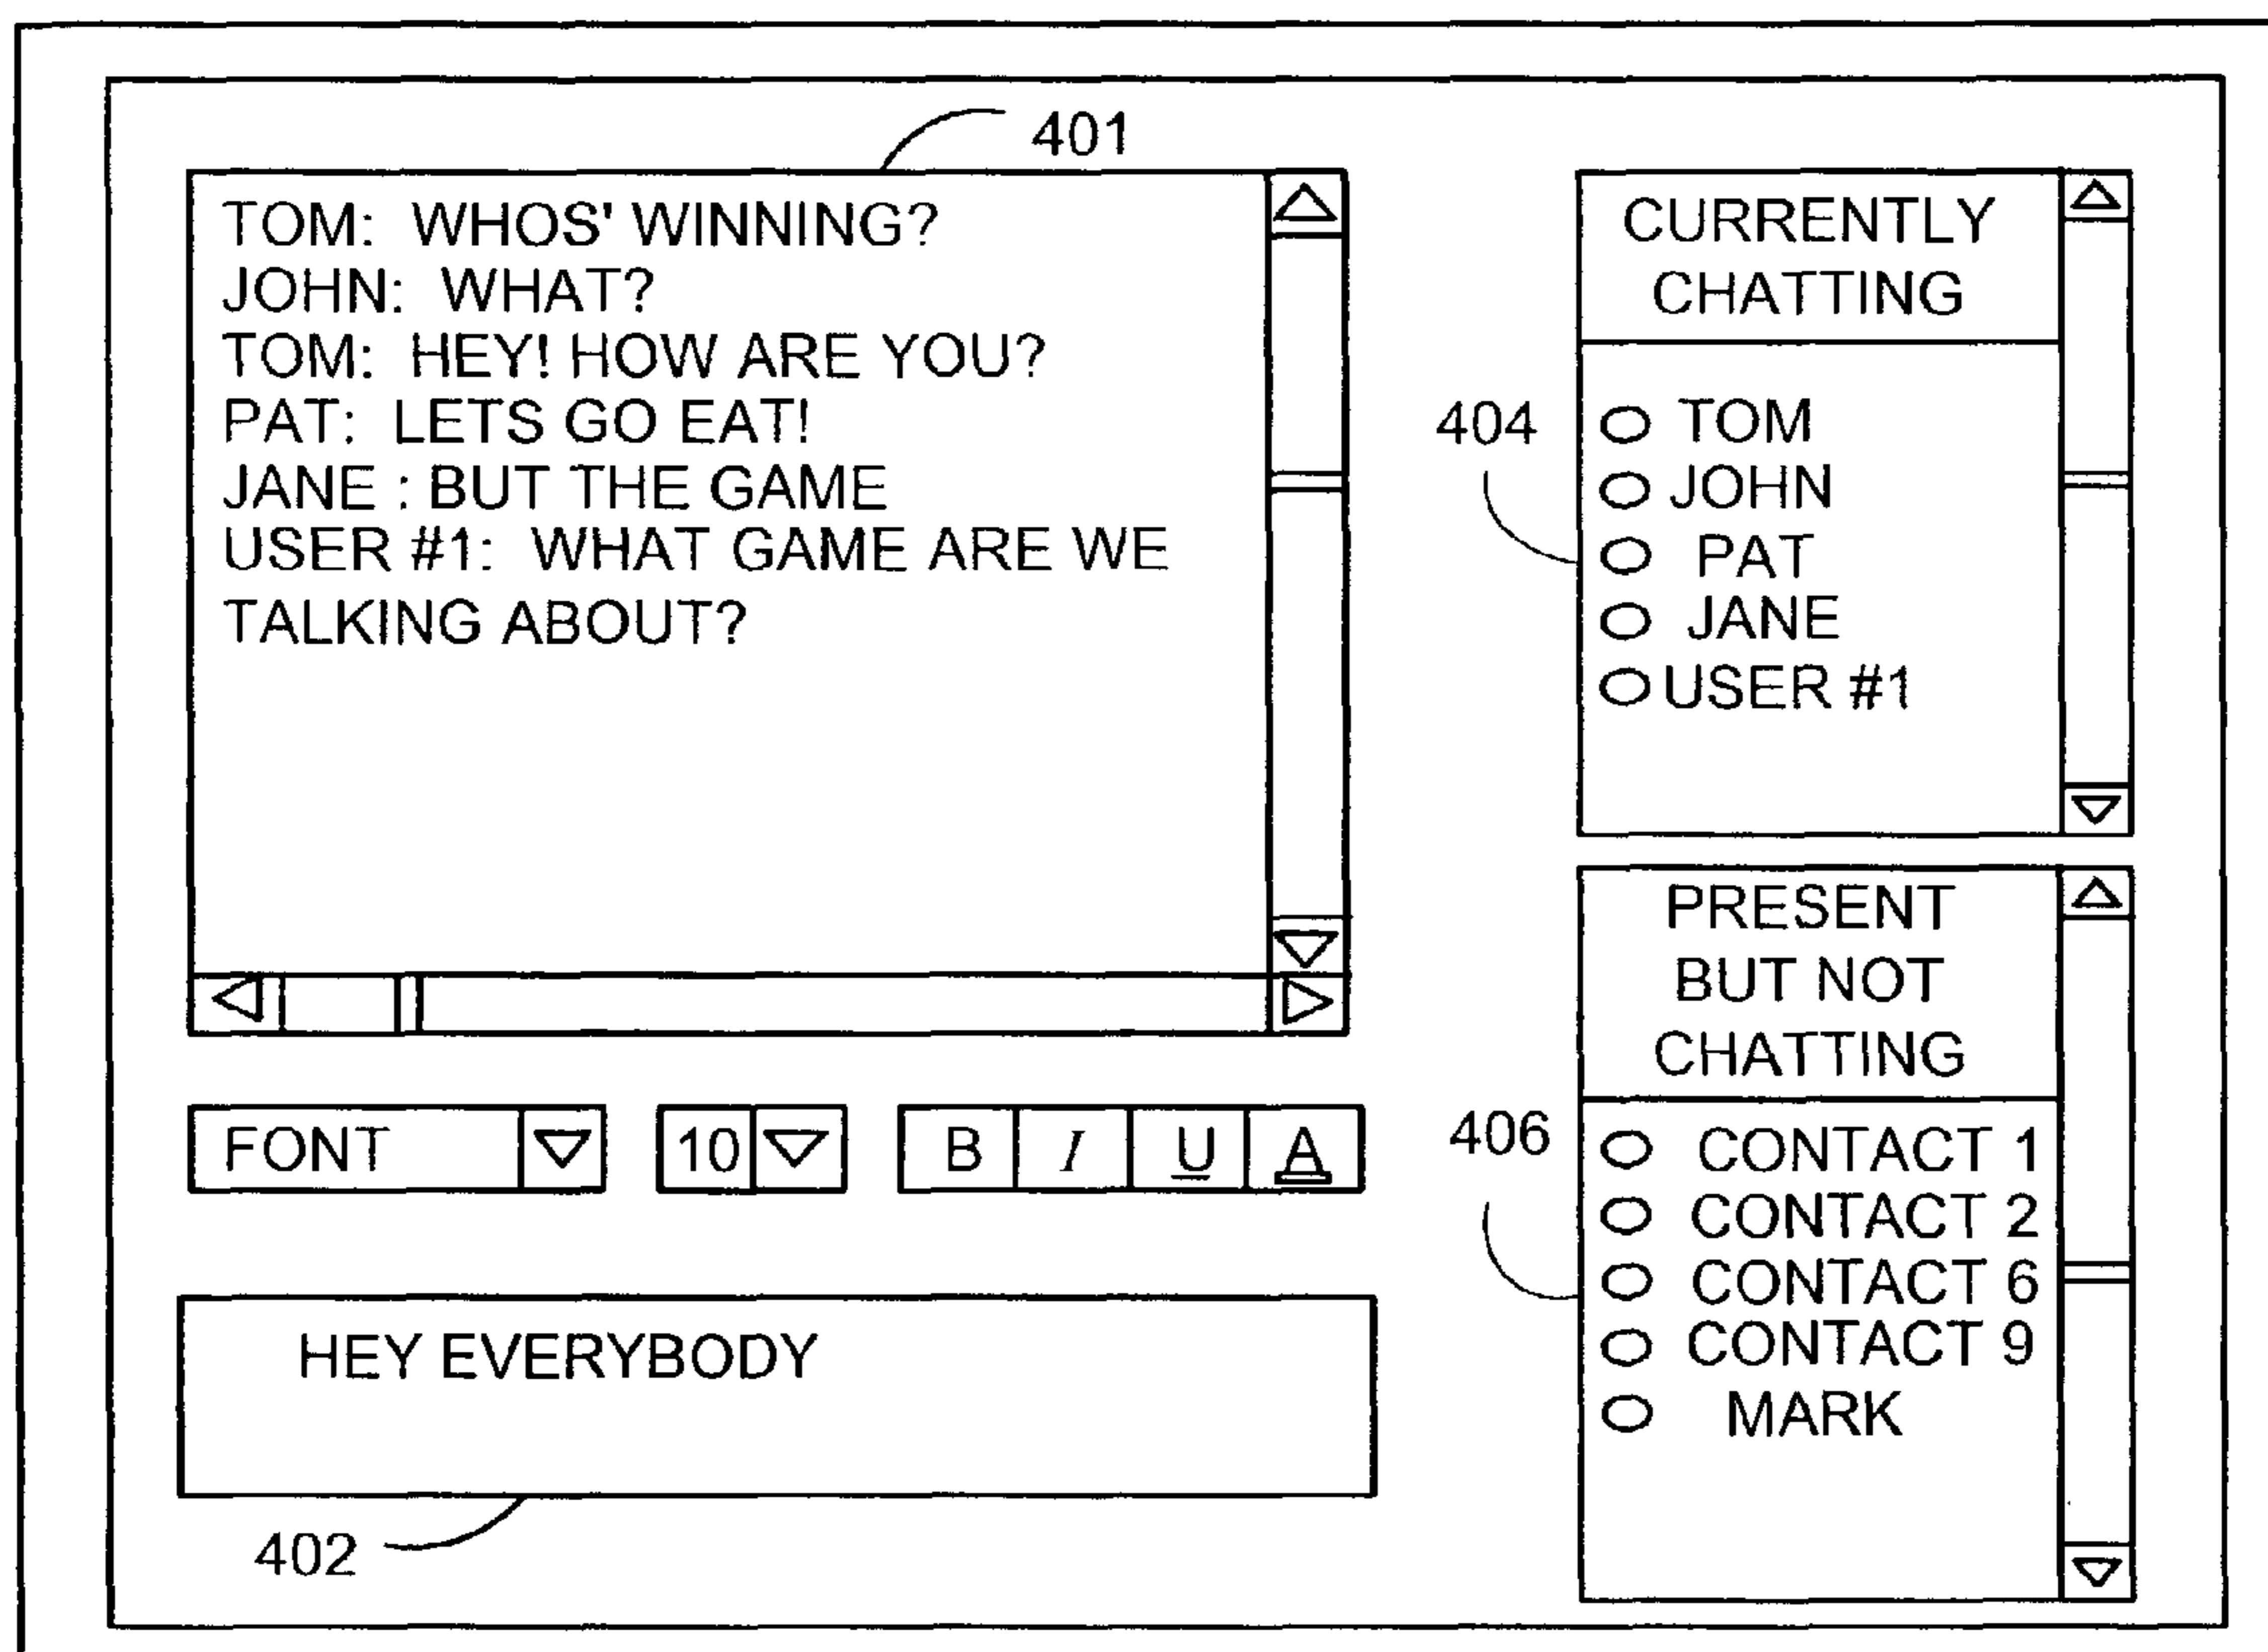 401
TOM: WHOS' WINNING?
JOHN: WHAT?
TOM: HEY! HOW ARE YOU?
PAT: LETS GO EAT!
JANE : BUT THE GAME
USER #1: WHAT GAME ARE WE
TALKING ABOUT?
FONT
10
B I U A
HEY EVERYBODY
402
CURRENTLY
CHATTING
404
TOM
JOHN
PAT
JANE
USER #1
PRESENT
BUT NOT
CHATTING
406
CONTACT 1
CONTACT 2
CONTACT 6
CONTACT 9
MARK